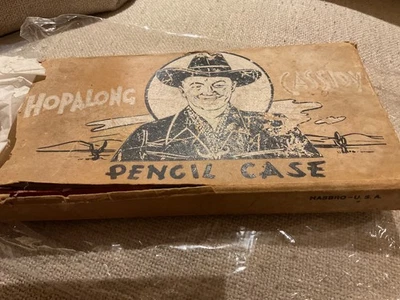 HOPALONG CASSIDY
PENCIL CASE
HASBRO - U.S.A.